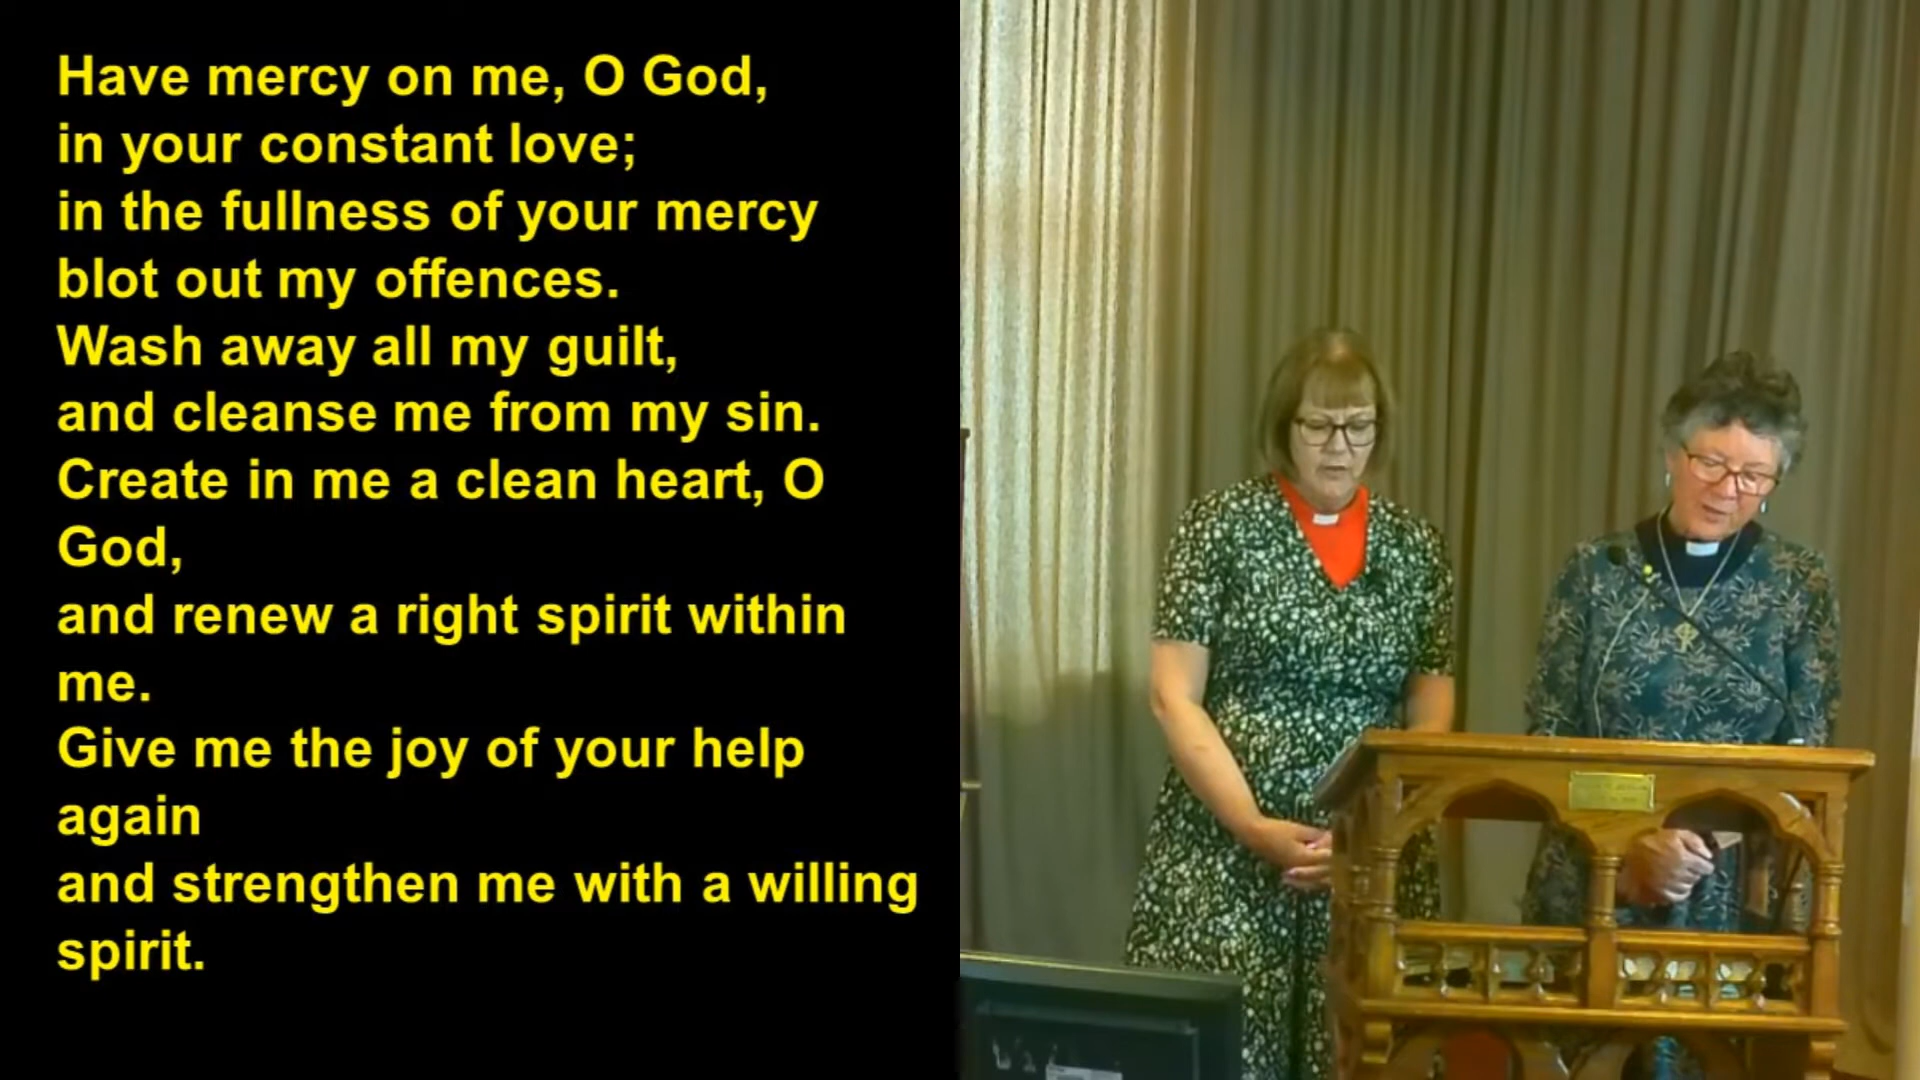 Have mercy on me, O God,
in your constant love;
in the fullness of your mercy
blot out my offences.
Wash away all my guilt,
and cleanse me from my sin.
Create in me a clean heart, O
God,
and renew a right spirit within
me.
Give me the joy of your help
again
and strengthen me with a willing
spirit.